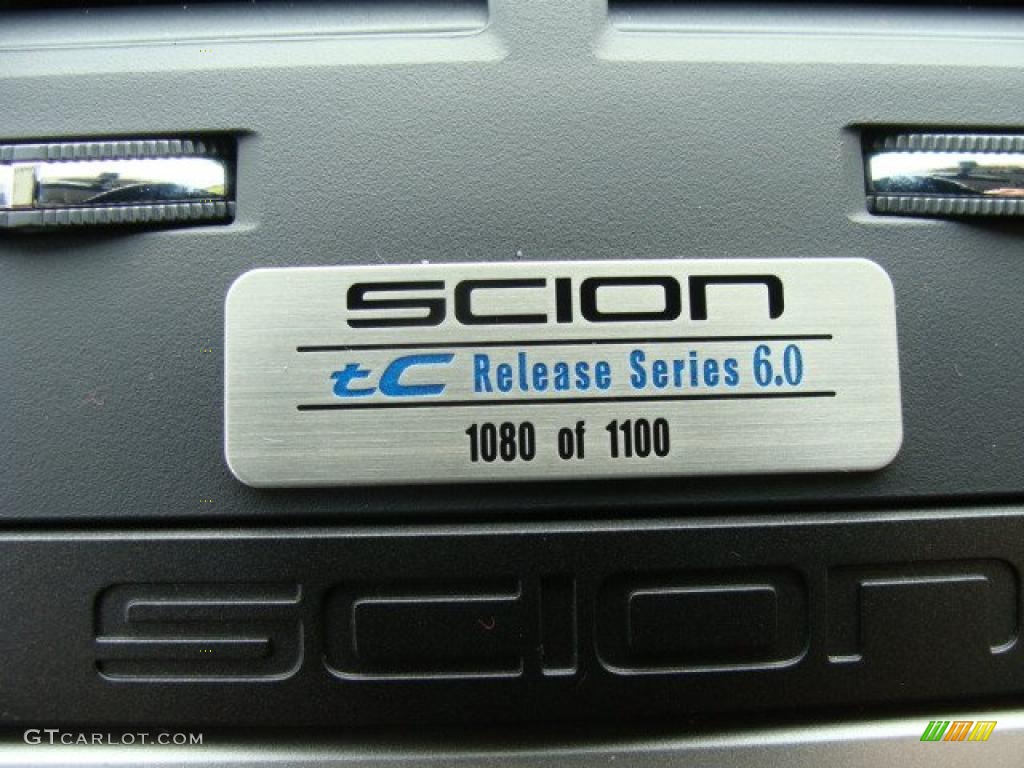 SCION
tC Release Series 6.0
1080 of 1100
SCION
GTCARLOT.COM